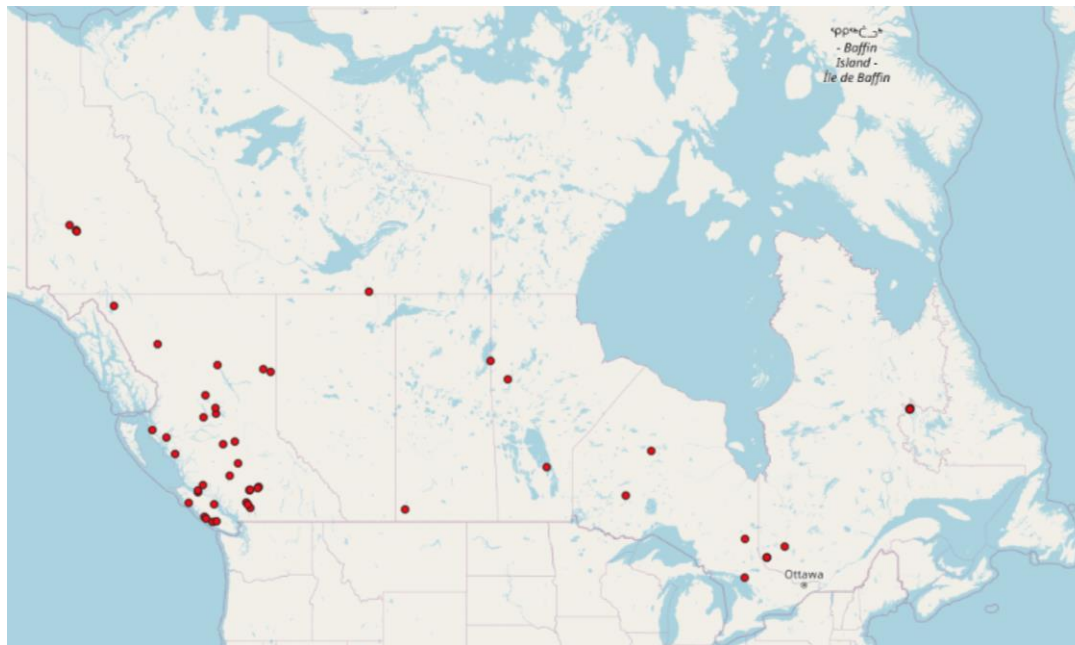 ᕿᑭᖅᑖᓗᒃ
- Baffin
Island -
Île de Baffin
Ottawa